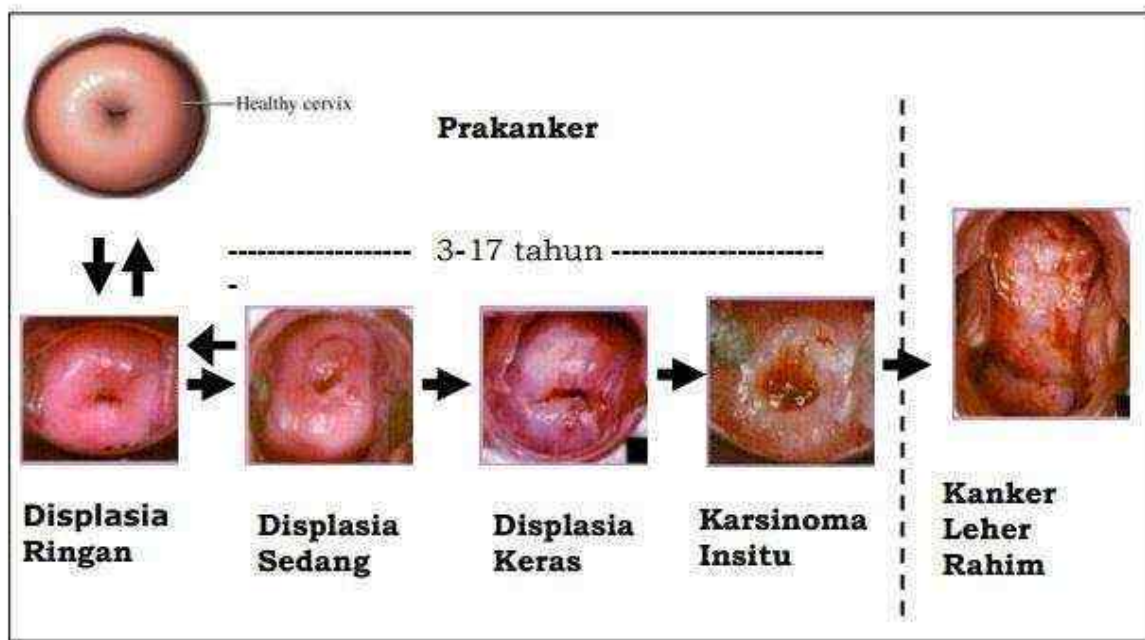 Healthy cervix
Prakanker
3-17 tahun
Displasia
Ringan
Displasia
Sedang
Displasia
Keras
Karsinoma
Insitu
Kanker
Leher
Rahim